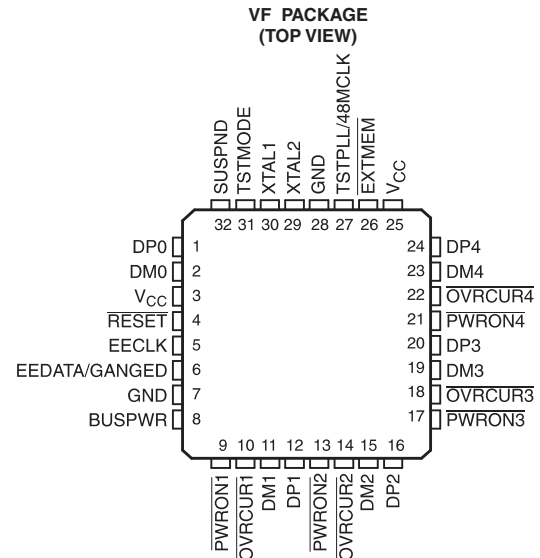 VF PACKAGE
(TOP VIEW)
SUSPND
TSTMODE
XTAL1
XTAL2
GND
TSTPLL/48MCLK
EXTMEM
VCC
32 31 30 29 28 27 26 25
DP0 1
DM0 2
VCC 3
RESET 4
EECLK 5
EEDATA/GANGED 6
GND 7
BUSPWR 8
24 DP4
23 DM4
22 OVRCUR4
21 PWRON4
20 DP3
19 DM3
18 OVRCUR3
17 PWRON3
9 10 11 12 13 14 15 16
PWRON1
OVRCUR1
DM1
DP1
PWRON2
OVRCUR2
DM2
DP2